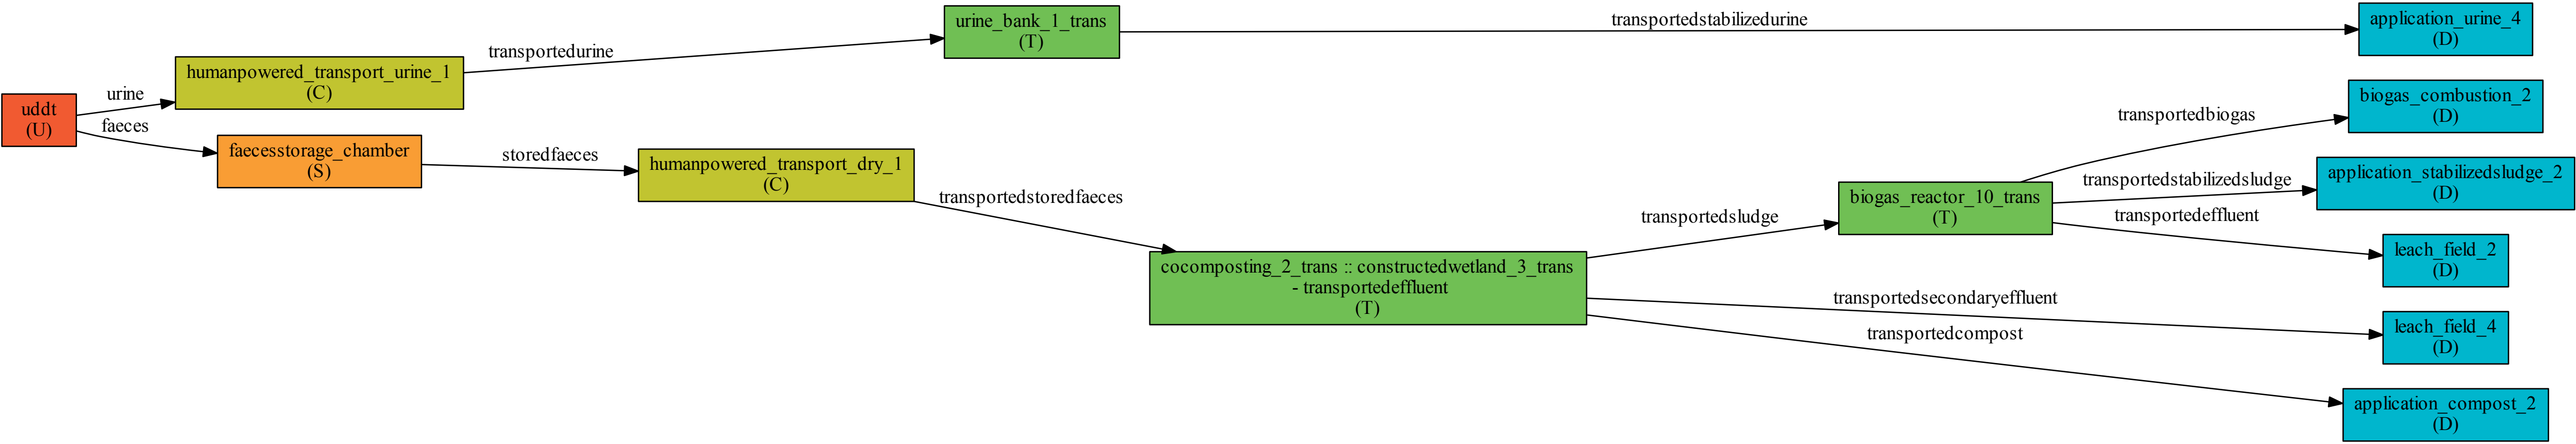 uddt
(U)
urine
faeces
humanpowered_transport_urine_1
(C)
faecesstorage_chamber
(S)
transportedurine
storedfaeces
humanpowered_transport_dry_1
(C)
urine_bank_1_trans
(T)
transportedstoredfaeces
cocomposting_2_trans :: constructedwetland_3_trans
- transportedeffluent
(T)
transportedstabilizedurine
transportedsludge
transportedsecondaryeffluent
transportedcompost
biogas_reactor_10_trans
(T)
transportedbiogas
transportedstabilizedsludge
transportedeffluent
application_urine_4
(D)
biogas_combustion_2
(D)
application_stabilizedsludge_2
(D)
leach_field_2
(D)
leach_field_4
(D)
application_compost_2
(D)